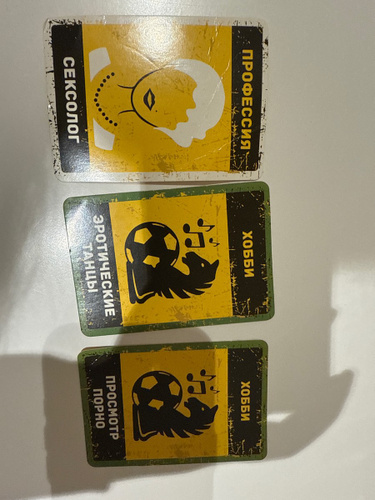 ПРОФЕССИЯ
СЕКСОЛОГ
ХОББИ
ЭРОТИЧЕСКИЕ
ТАНЦЫ
ХОББИ
ПРОСМОТР
ПОРНО